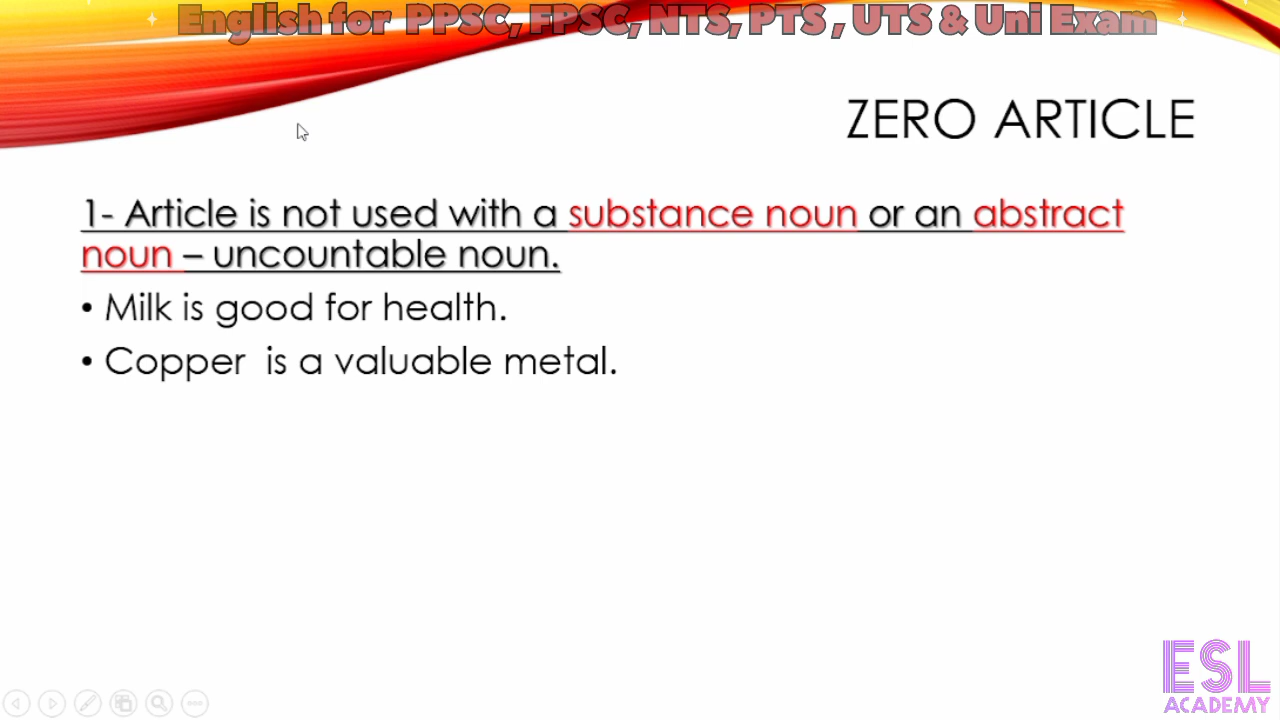 English for PPSC, FPSC, NTS, PTS , UTS & Uni Exam
ZERO ARTICLE
1- Article is not used with a substance noun or an abstract
noun – uncountable noun.
• Milk is good for health.
• Copper  is a valuable metal.
ESL
ACADEMY